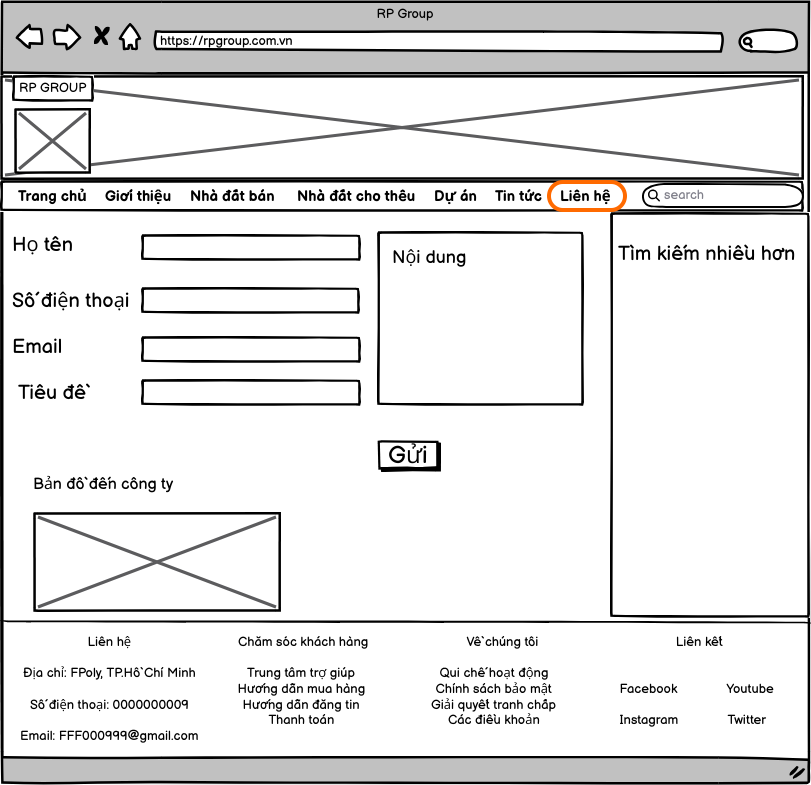 RP Group
https://rpgroup.com.vn
RP GROUP
Trang chủ Giới thiệu Nhà đất bán Nhà đất cho thêu Dự án Tin tức Liên hệ search
Họ tên
Nội dung
Tìm kiếm nhiều hơn
Số điện thoại
Email
Tiêu đề
Gửi
Bản đồ đến công ty
Liên hệ
Địa chỉ: FPoly, TP.Hồ Chí Minh
Số điện thoại: 0000000009
Email: FFF000999@gmail.com
Chăm sóc khách hàng
Trung tâm trợ giúp
Hướng dẫn mua hàng
Hướng dẫn đăng tin
Thanh toán
Về chúng tôi
Qui chế hoạt động
Chính sách bảo mật
Giải quyết tranh chấp
Các điều khoản
Liên kết
Facebook Youtube
Instagram Twitter